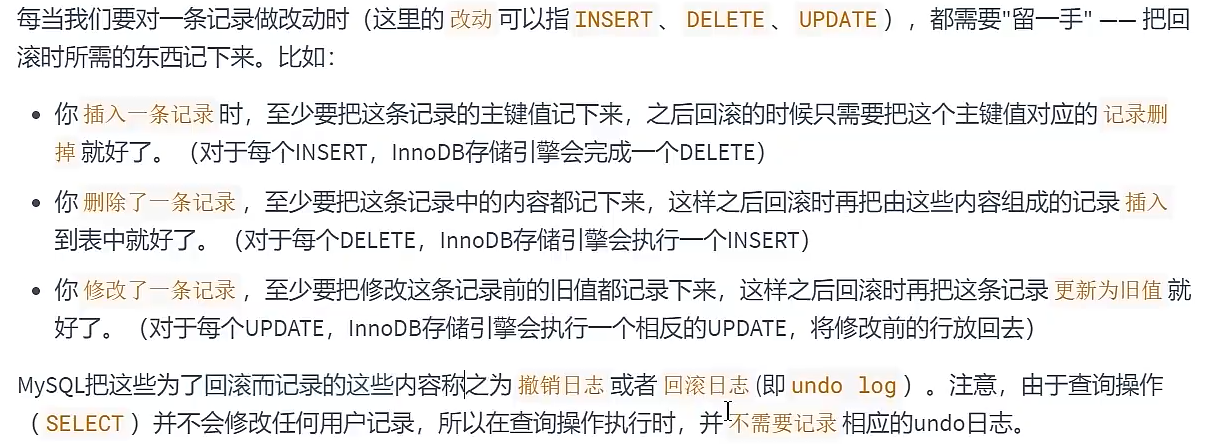 每当我们要对一条记录做改动时（这里的 改动 可以指 INSERT、 DELETE 、 UPDATE ），都需要"留一手" —— 把回
滚时所需的东西记下来。比如：
• 你 插入一条记录 时，至少要把这条记录的主键值记下来，之后回滚的时候只需要把这个主键值对应的 记录删
掉 就好了。（对于每个INSERT，InnoDB存储引擎会完成一个DELETE）
• 你 删除了一条记录 ，至少要把这条记录中的内容都记下来，这样之后回滚时再把由这些内容组成的记录 插入
到表中就好了。（对于每个DELETE，InnoDB存储引擎会执行一个INSERT）
• 你 修改了一条记录 ，至少要把修改这条记录前的旧值都记录下来，这样之后回滚时再把这条记录 更新为旧值 就
好了。（对于每个UPDATE，InnoDB存储引擎会执行一个相反的UPDATE，将修改前的行放回去）
MySQL把这些为了回滚而记录的这些内容称之为 撤销日志 或者 回滚日志 (即 undo log ）。注意，由于查询操作
（ SELECT ）并不会修改任何用户记录，所以在查询操作执行时，并 不需要记录 相应的undo日志。